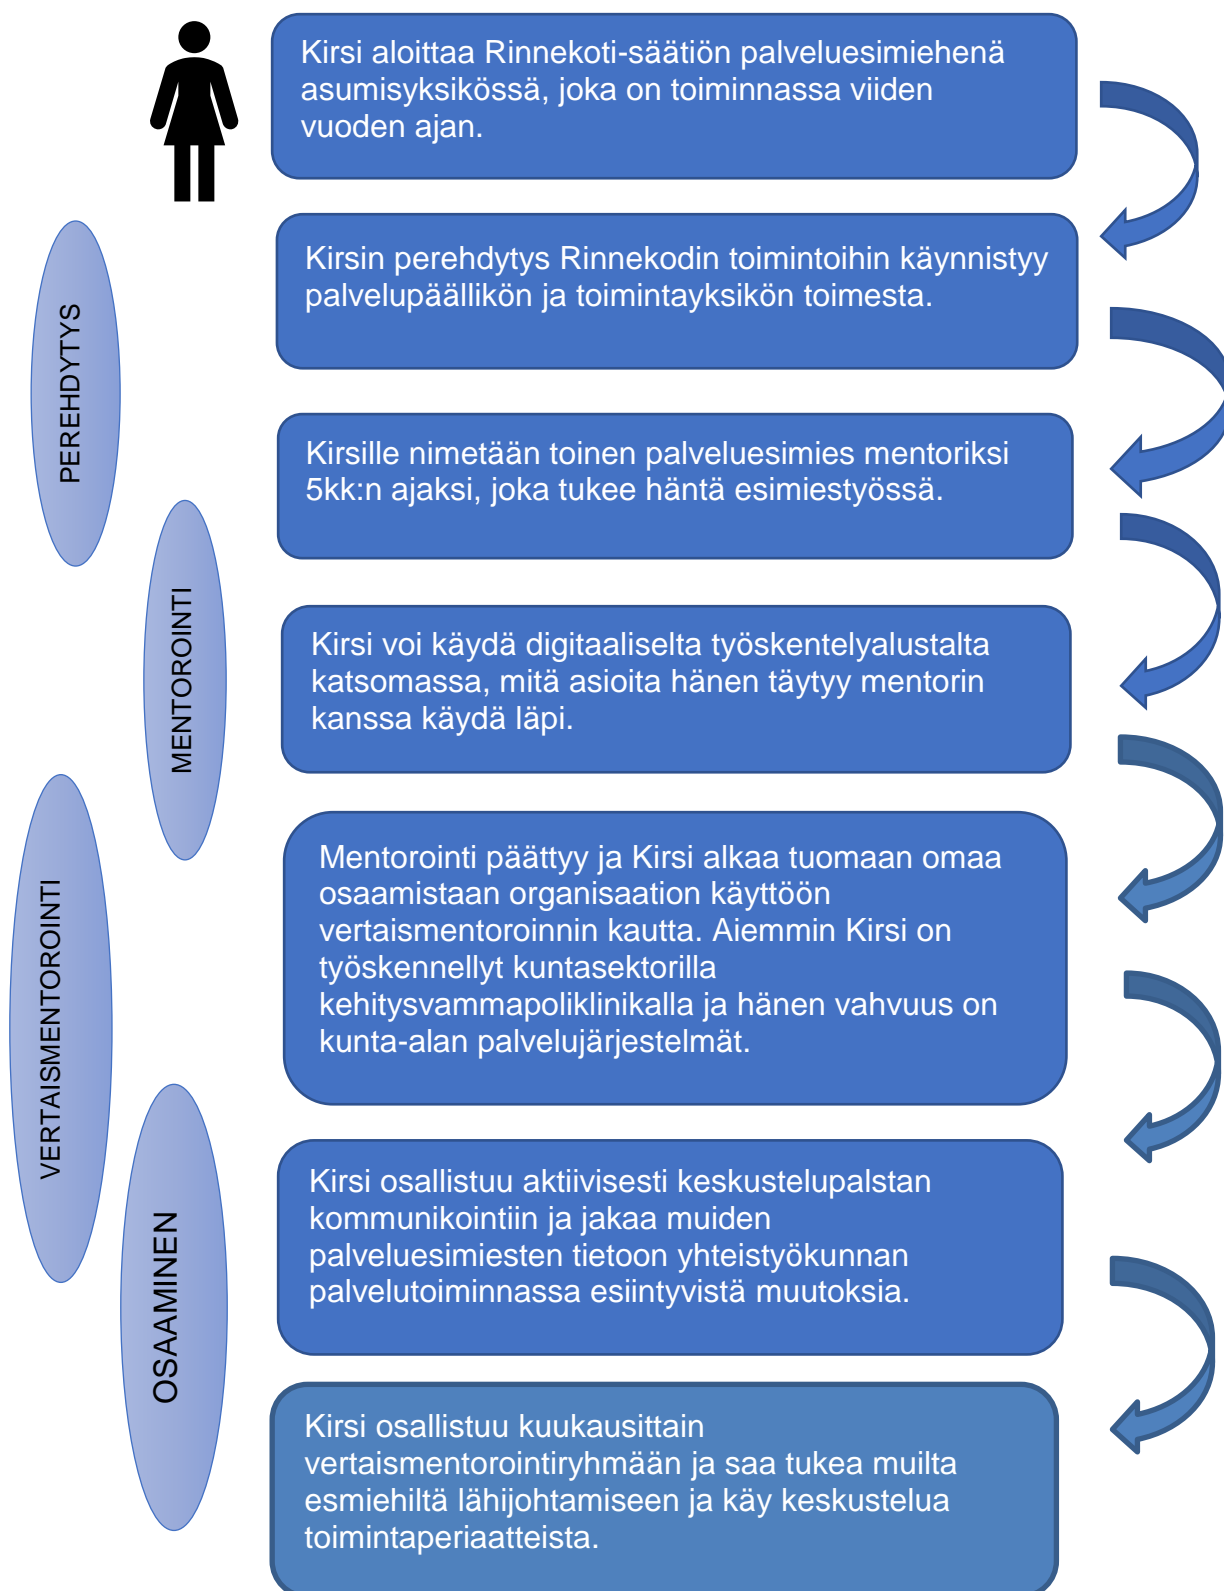 Kirsi aloittaa Rinnekoti-säätiön palveluesimiehenä
asumisyksikössä, joka on toiminnassa viiden
vuoden ajan.
PEREHDYTYS
Kirsin perehdytys Rinnekodin toimintoihin käynnistyy
palvelupäällikön ja toimintayksikön toimesta.
Kirsille nimetään toinen palveluesimies mentoriksi
5kk:n ajaksi, joka tukee häntä esimiestyössä.
MENTOROINTI
Kirsi voi käydä digitaaliselta työskentelyalustalta
katsomassa, mitä asioita hänen täytyy mentorin
kanssa käydä läpi.
VERTAISMENTOROINTI
Mentorointi päättyy ja Kirsi alkaa tuomaan omaa
osaamistaan organisaation käyttöön
vertaismentoroinnin kautta. Aiemmin Kirsi on
työskennellyt kuntasektorilla
kehitysvammapoliklinikalla ja hänen vahvuus on
kunta-alan palvelujärjestelmät.
OSAAMINEN
Kirsi osallistuu aktiivisesti keskustelupalstan
kommunikointiin ja jakaa muiden
palveluesimiesten tietoon yhteistyökunnan
palvelutoiminnassa esiintyvistä muutoksia.
Kirsi osallistuu kuukausittain
vertaismentorointiryhmään ja saa tukea muilta
esmiehiltä lähijohtamiseen ja käy keskustelua
toimintaperiaatteista.